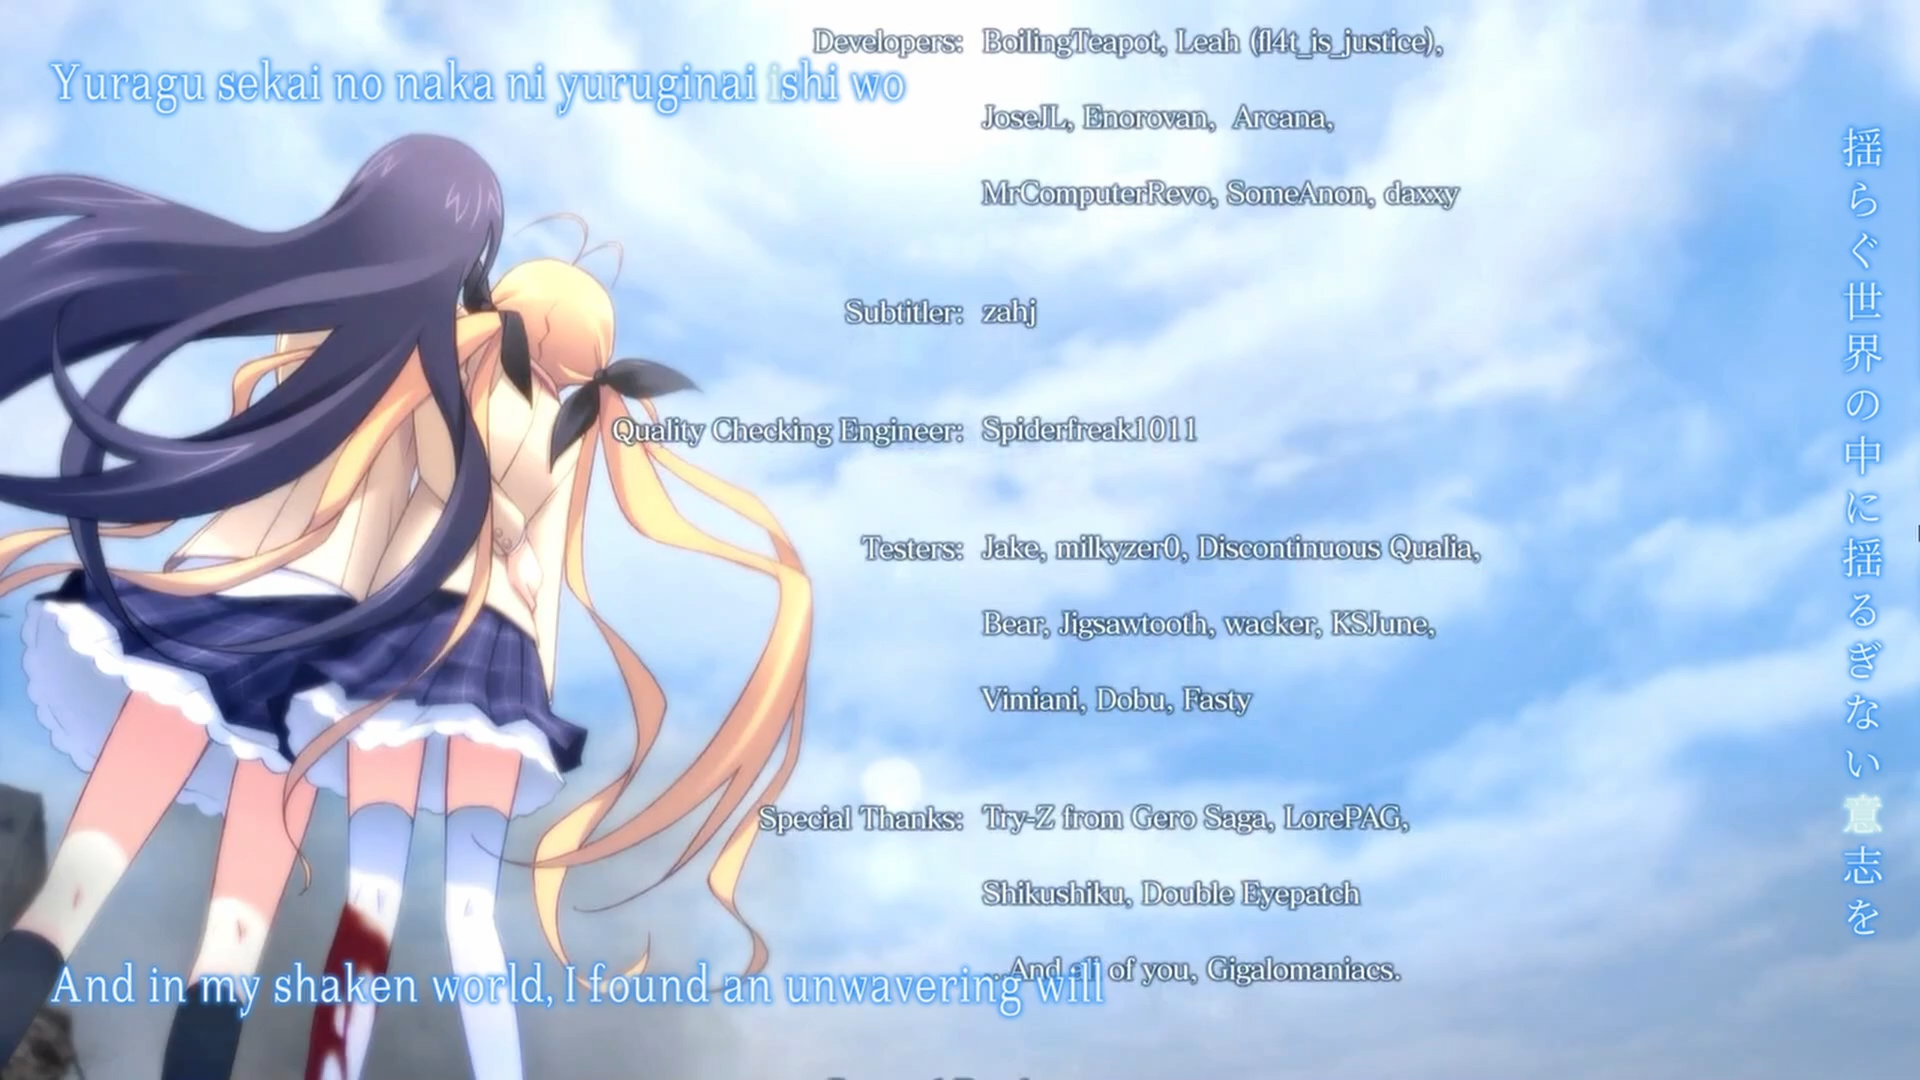 Developers: BoilingTeapot, Leah (fl4t_is_justice),
Yuragu sekai no naka ni yuruginai ishi wo
JoseJL, Enorovan, Arcana,
MrComputerRevo, SomeAnon, daxxy
Subtitler: zahj
Quality Checking Engineer: Spiderfreak1011
Testers: Jake, milkyzer0, Discontinuous Qualia,
Bear, Jigsawtooth, wacker, KSJune,
Vimiani, Dobu, Fasty
Special Thanks: Try-Z from Gero Saga, LorePAG,
Shikushiku, Double Eyepatch
...And all of you, Gigalomaniacs.
And in my shaken world, I found an unwavering will
揺らぐ世界の中に揺るぎない意志を